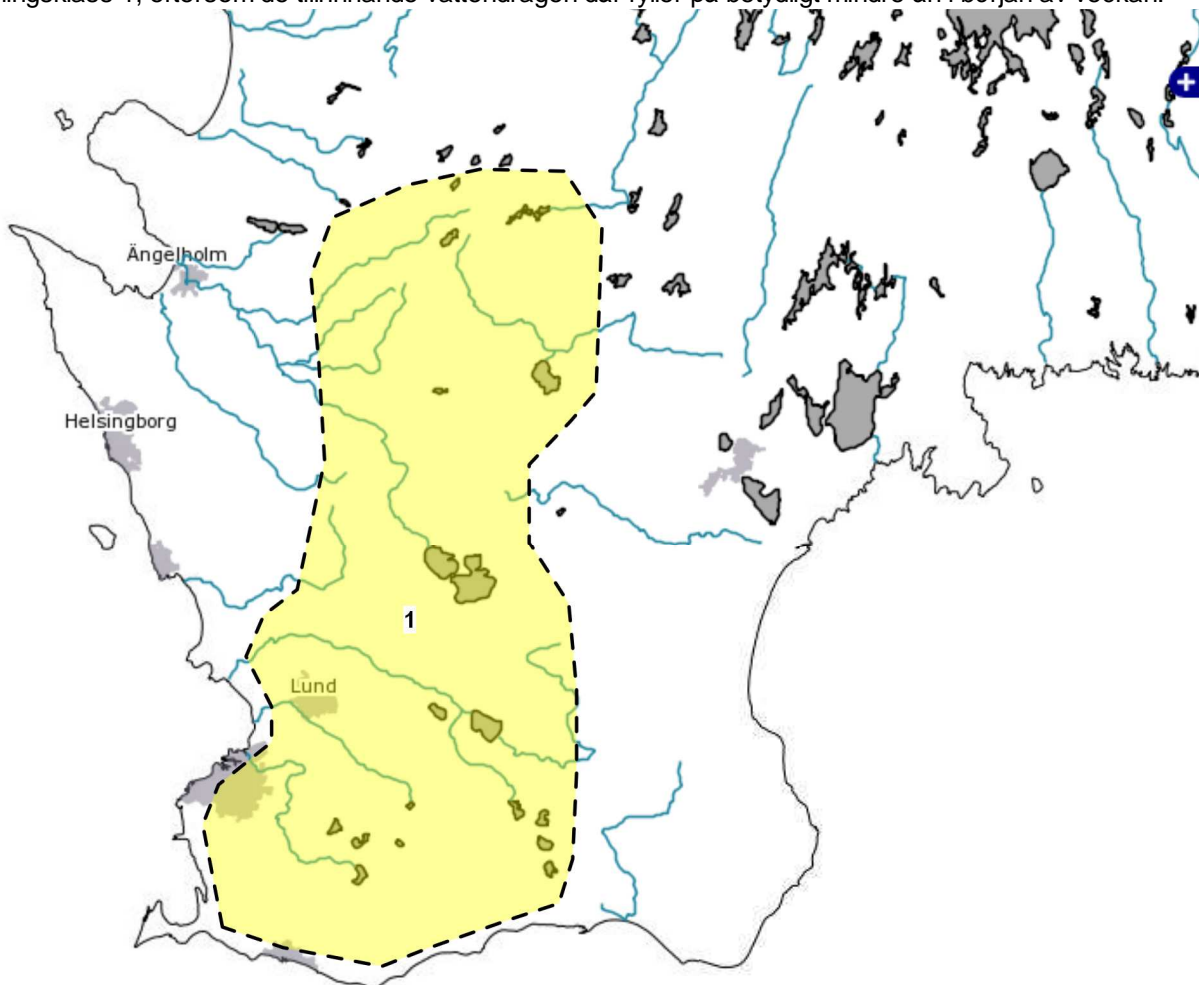 ningsklass 1, eftersom de tillrinnande vattendragen där fyller på betydligt mindre än i början av veckan.
Ängelholm
Helsingborg
1
Lund